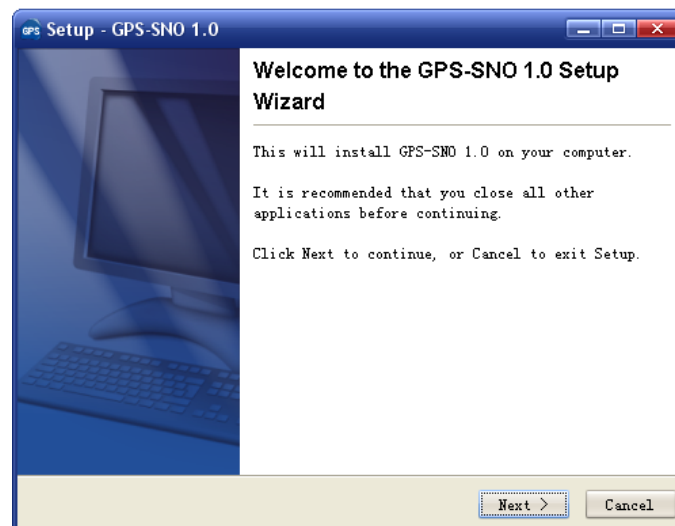 GPS Setup - GPS-SNO 1.0
Welcome to the GPS-SNO 1.0 Setup
Wizard
This will install GPS-SNO 1.0 on your computer.
It is recommended that you close all other
applications before continuing.
Click Next to continue, or Cancel to exit Setup.
Next >
Cancel